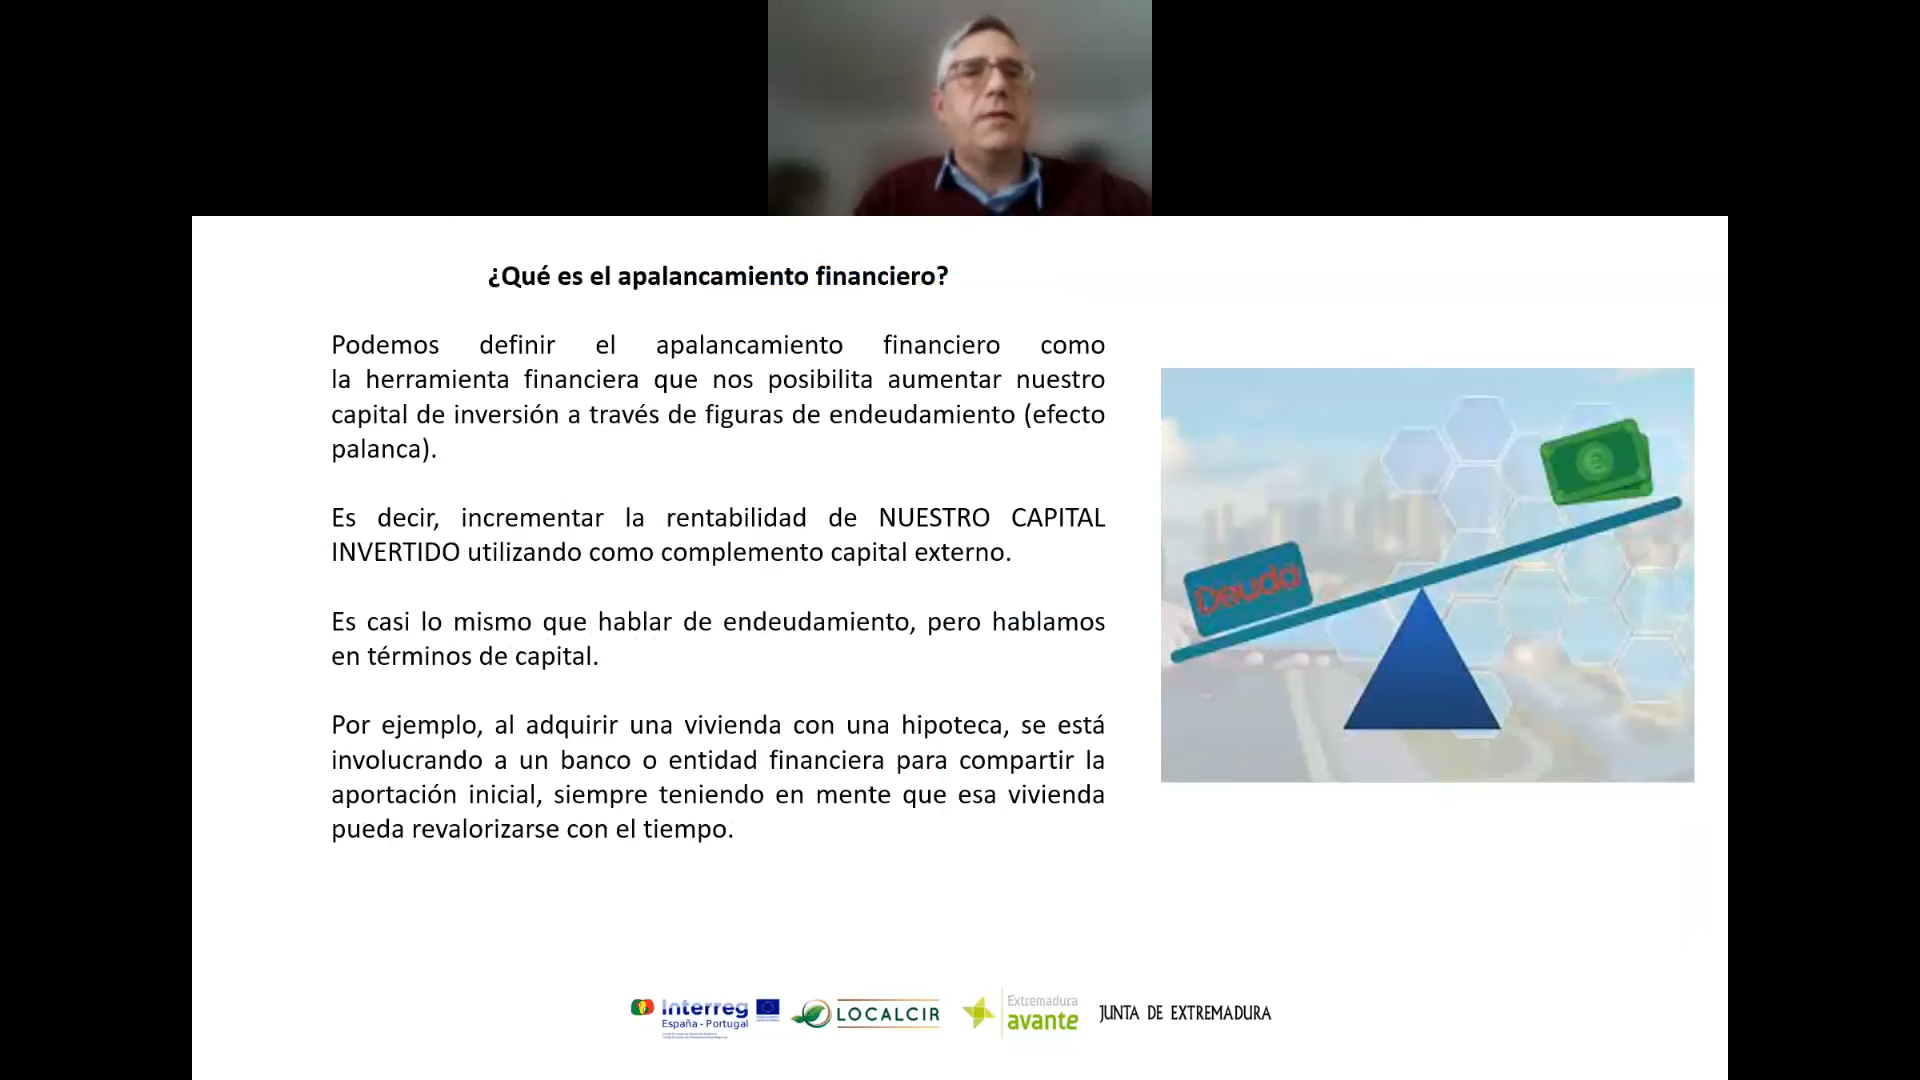 ¿Qué es el apalancamiento financiero?
Podemos definir el apalancamiento financiero como
la herramienta financiera que nos posibilita aumentar nuestro
capital de inversión a través de figuras de endeudamiento (efecto
palanca).
Es decir, incrementar la rentabilidad de NUESTRO CAPITAL
INVERTIDO utilizando como complemento capital externo.
Es casi lo mismo que hablar de endeudamiento, pero hablamos
en términos de capital.
Por ejemplo, al adquirir una vivienda con una hipoteca, se está
involucrando a un banco o entidad financiera para compartir la
aportación inicial, siempre teniendo en mente que esa vivienda
pueda revalorizarse con el tiempo.
Deuda
Interreg
España - Portugal
LOCALCIR
Extremadura
avante
JUNTA DE EXTREMADURA